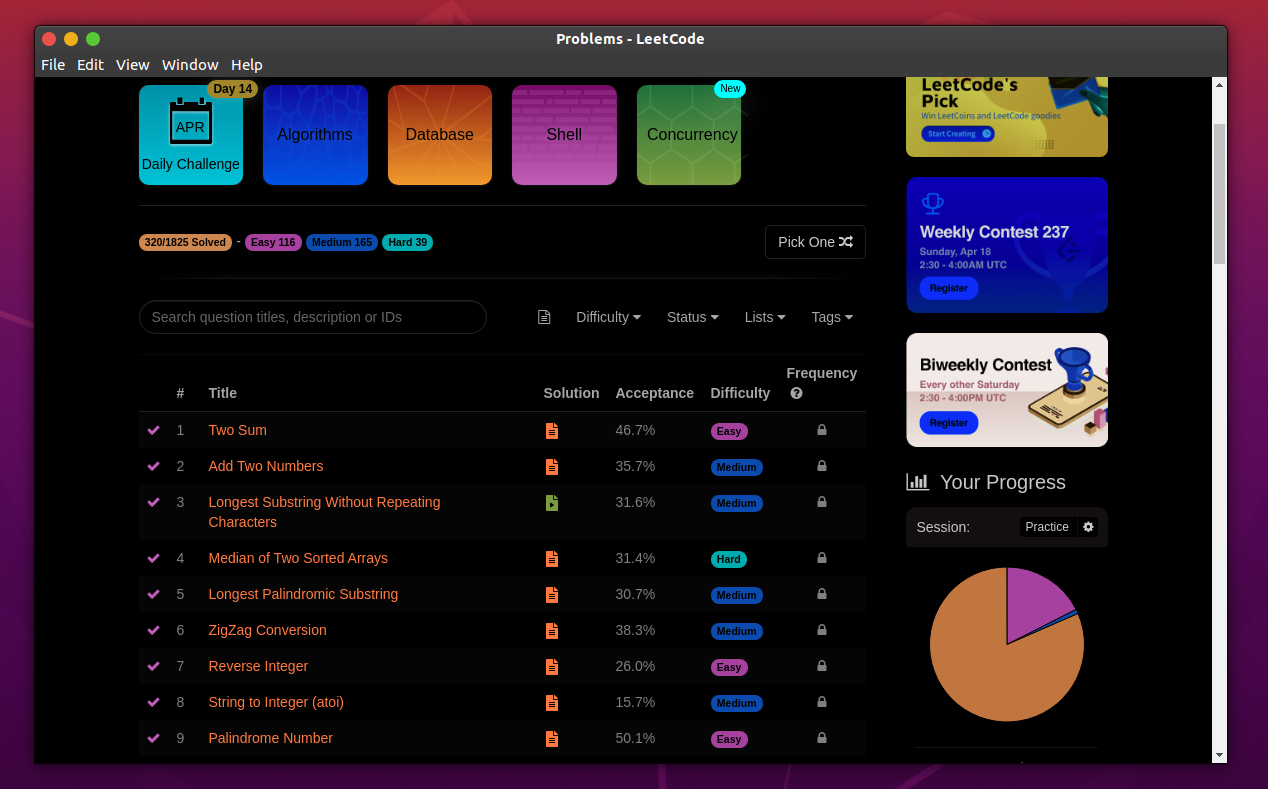 Problems - LeetCode
File Edit View Window Help
Day 14
APR
Daily Challenge
Algorithms
Database
Shell
New
Concurrency
LeetCode's
Pick
Win LeetCoins and LeetCode goodies
Start Creating
320/1825 Solved - Easy 116 Medium 165 Hard 39
Pick One
Weekly Contest 237
Sunday, Apr 18
2:30 - 4:00AM UTC
Register
Search question titles, description or IDs
Difficulty Status Lists Tags
Biweekly Contest
Every other Saturday
2:30 - 4:00PM UTC
Register
# Title Solution Acceptance Difficulty Frequency
1 Two Sum 46.7% Easy
2 Add Two Numbers 35.7% Medium
3 Longest Substring Without Repeating 31.6% Medium
Characters
4 Median of Two Sorted Arrays 31.4% Hard
5 Longest Palindromic Substring 30.7% Medium
6 ZigZag Conversion 38.3% Medium
7 Reverse Integer 26.0% Easy
8 String to Integer (atoi) 15.7% Medium
9 Palindrome Number 50.1% Easy
Your Progress
Session: Practice